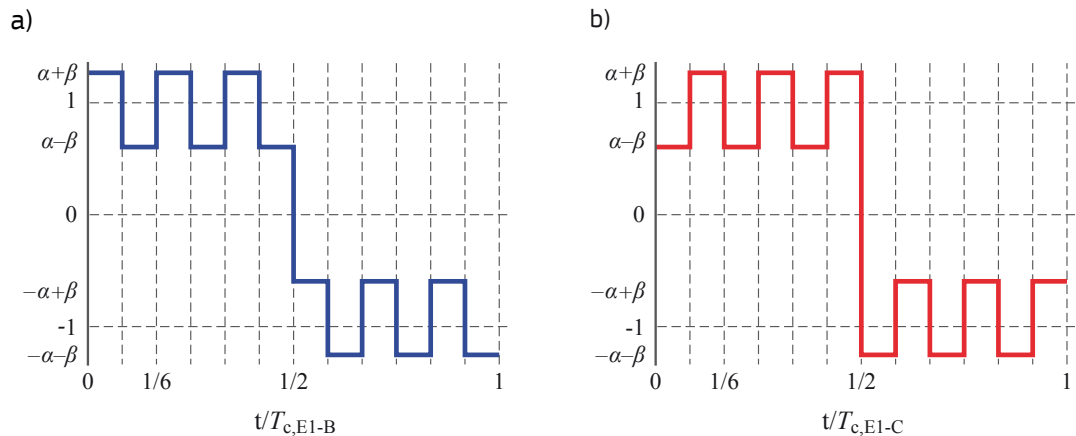 a)
α+β
1
α–β
0
–α+β
-1
–α–β
0 1/6 1/2 1
t/Tc,E1-B
b)
α+β
1
α–β
0
–α+β
-1
–α–β
0 1/6 1/2 1
t/Tc,E1-C